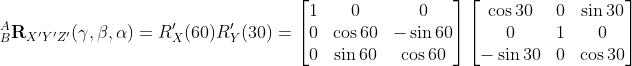 $^A_B\mathbf{R}_{X'Y'Z'}(\gamma, \beta, \alpha) = R'_X(60)R'_Y(30) = \begin{bmatrix} 1 & 0 & 0 \\ 0 & \cos 60 & -\sin 60 \\ 0 & \sin 60 & \cos 60 \end{bmatrix} \begin{bmatrix} \cos 30 & 0 & \sin 30 \\ 0 & 1 & 0 \\ -\sin 30 & 0 & \cos 30 \end{bmatrix}$